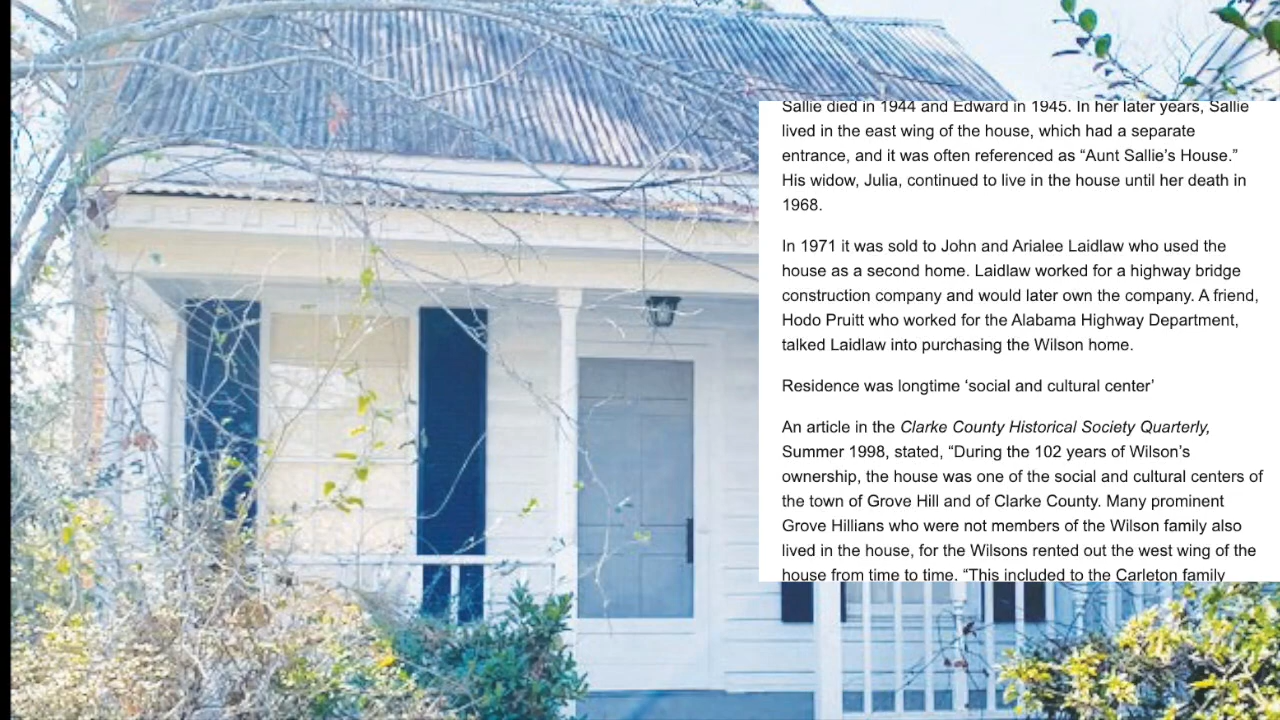 Sallie died in 1944 and Edward in 1945. In her later years, Sallie
lived in the east wing of the house, which had a separate
entrance, and it was often referenced as “Aunt Sallie’s House.”
His widow, Julia, continued to live in the house until her death in
1968.
In 1971 it was sold to John and Arialee Laidlaw who used the
house as a second home. Laidlaw worked for a highway bridge
construction company and would later own the company. A friend,
Hodo Pruitt who worked for the Alabama Highway Department,
talked Laidlaw into purchasing the Wilson home.
Residence was longtime ‘social and cultural center’
An article in the Clarke County Historical Society Quarterly,
Summer 1998, stated, “During the 102 years of Wilson’s
ownership, the house was one of the social and cultural centers of
the town of Grove Hill and of Clarke County. Many prominent
Grove Hillians who were not members of the Wilson family also
lived in the house, for the Wilsons rented out the west wing of the
house from time to time. “This included to the Carleton family